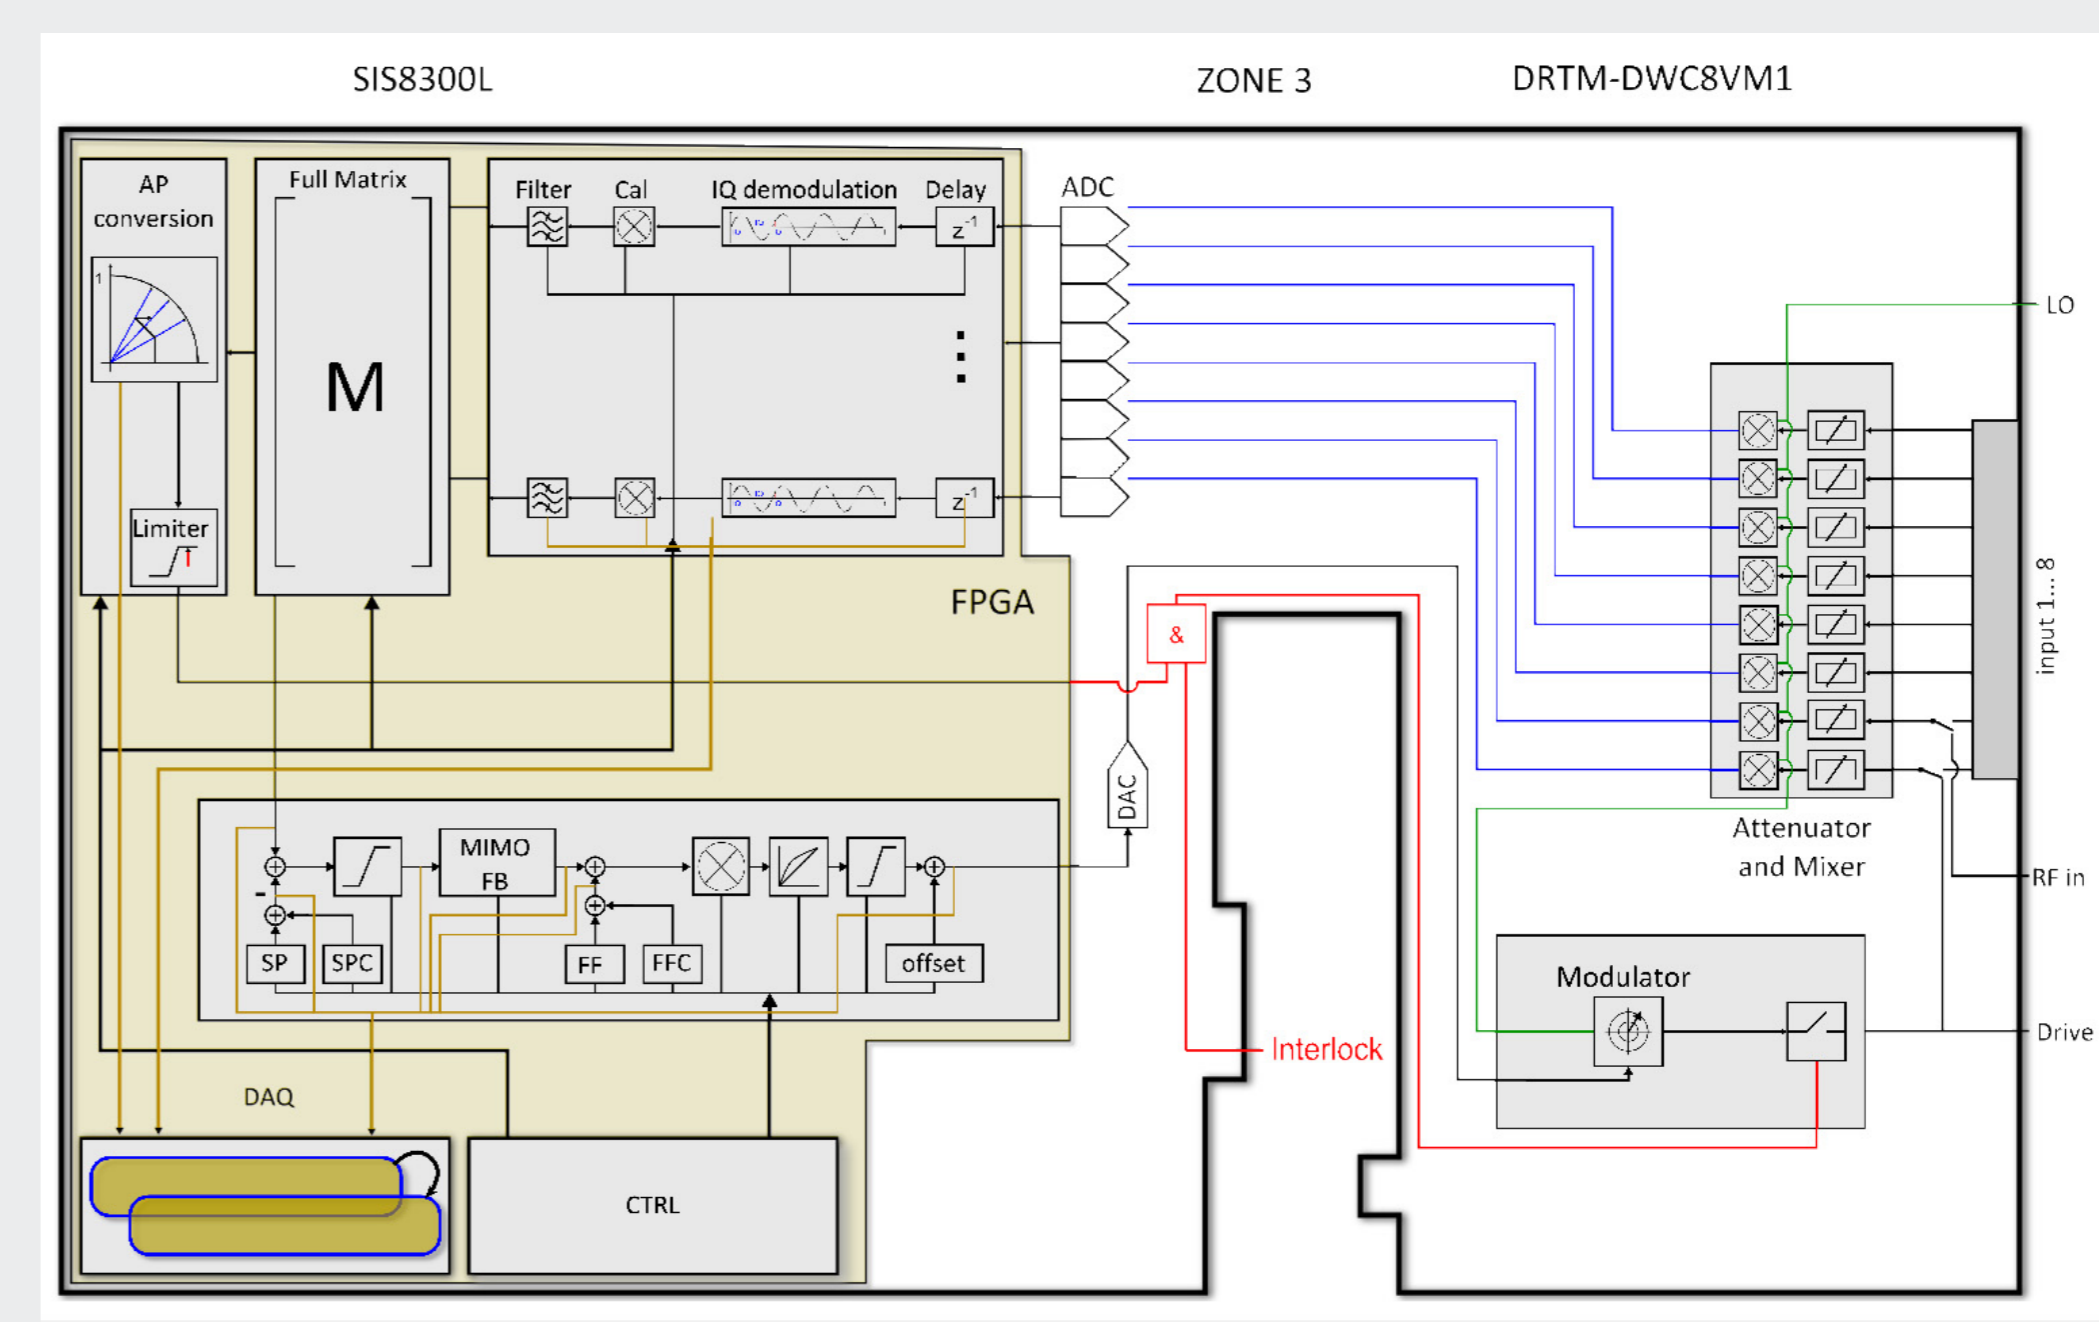 SIS8300L
ZONE 3
DRTM-DWC8VM1
AP
conversion
1
Limiter
Full Matrix
M
Filter
Cal
IQ demodulation
Delay
z-1
z-1
ADC
FPGA
&
DAC
Interlock
LO
input 1... 8
Attenuator
and Mixer
RF in
Modulator
Drive
MIMO
FB
-
SP
SPC
FF
FFC
offset
DAQ
CTRL